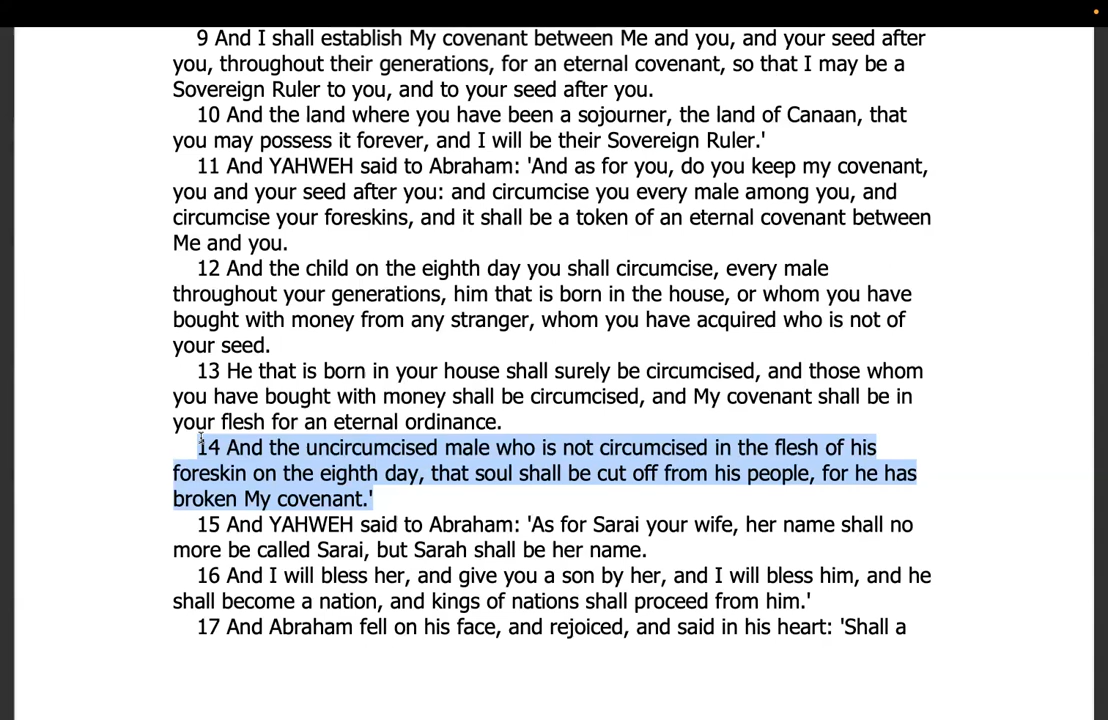 9 And I shall establish My covenant between Me and you, and your seed after
you, throughout their generations, for an eternal covenant, so that I may be a
Sovereign Ruler to you, and to your seed after you.
10 And the land where you have been a sojourner, the land of Canaan, that
you may possess it forever, and I will be their Sovereign Ruler.'
11 And YAHWEH said to Abraham: 'And as for you, do you keep my covenant,
you and your seed after you: and circumcise you every male among you, and
circumcise your foreskins, and it shall be a token of an eternal covenant between
Me and you.
12 And the child on the eighth day you shall circumcise, every male
throughout your generations, him that is born in the house, or whom you have
bought with money from any stranger, whom you have acquired who is not of
your seed.
13 He that is born in your house shall surely be circumcised, and those whom
you have bought with money shall be circumcised, and My covenant shall be in
your flesh for an eternal ordinance.
14 And the uncircumcised male who is not circumcised in the flesh of his
foreskin on the eighth day, that soul shall be cut off from his people, for he has
broken My covenant.'
15 And YAHWEH said to Abraham: 'As for Sarai your wife, her name shall no
more be called Sarai, but Sarah shall be her name.
16 And I will bless her, and give you a son by her, and I will bless him, and he
shall become a nation, and kings of nations shall proceed from him.'
17 And Abraham fell on his face, and rejoiced, and said in his heart: 'Shall a